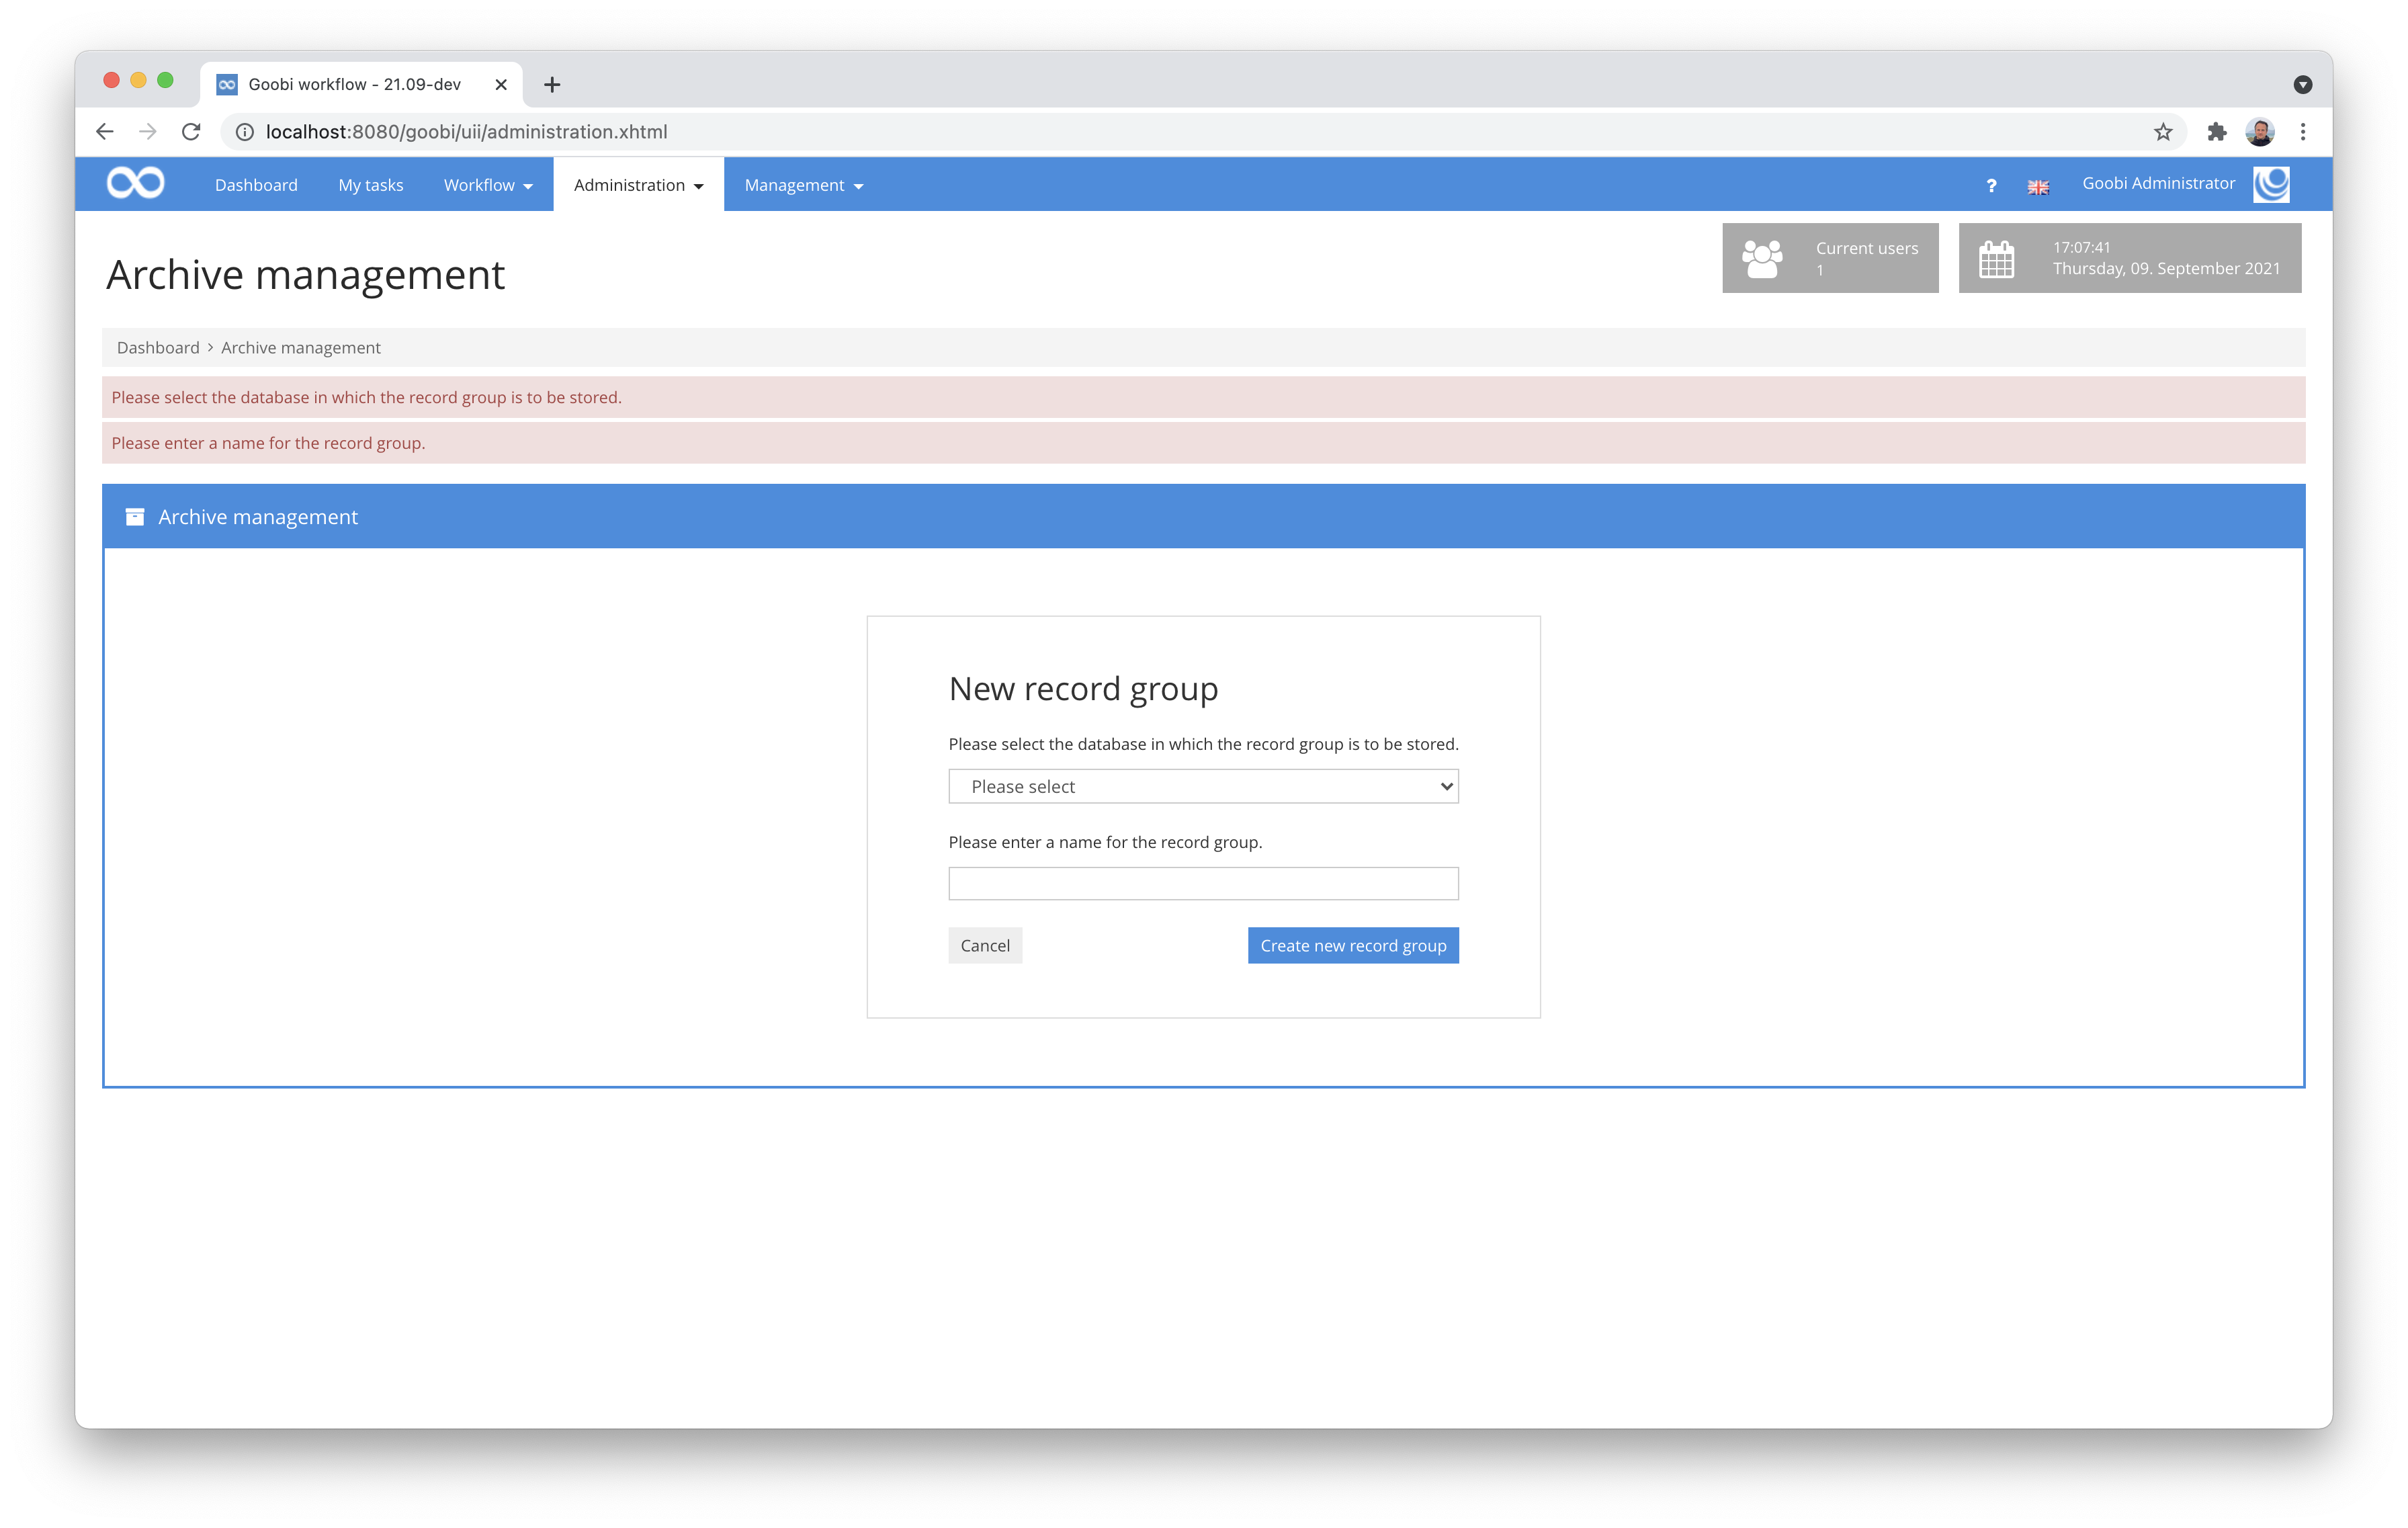 Goobi workflow - 21.09-dev
localhost:8080/goobi/uii/administration.xhtml
Dashboard My tasks Workflow Administration Management ? Goobi Administrator
Archive management
Current users
1
17:07:41
Thursday, 09. September 2021
Dashboard > Archive management
Please select the database in which the record group is to be stored.
Please enter a name for the record group.
Archive management
New record group
Please select the database in which the record group is to be stored.
Please select
Please enter a name for the record group.
Cancel Create new record group